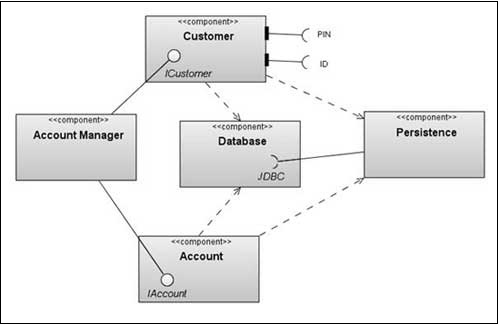 <<component>>
Customer
ICustomer
PIN
ID
<<component>>
Account Manager
<<component>>
Database
JDBC
<<component>>
Persistence
<<component>>
Account
IAccount